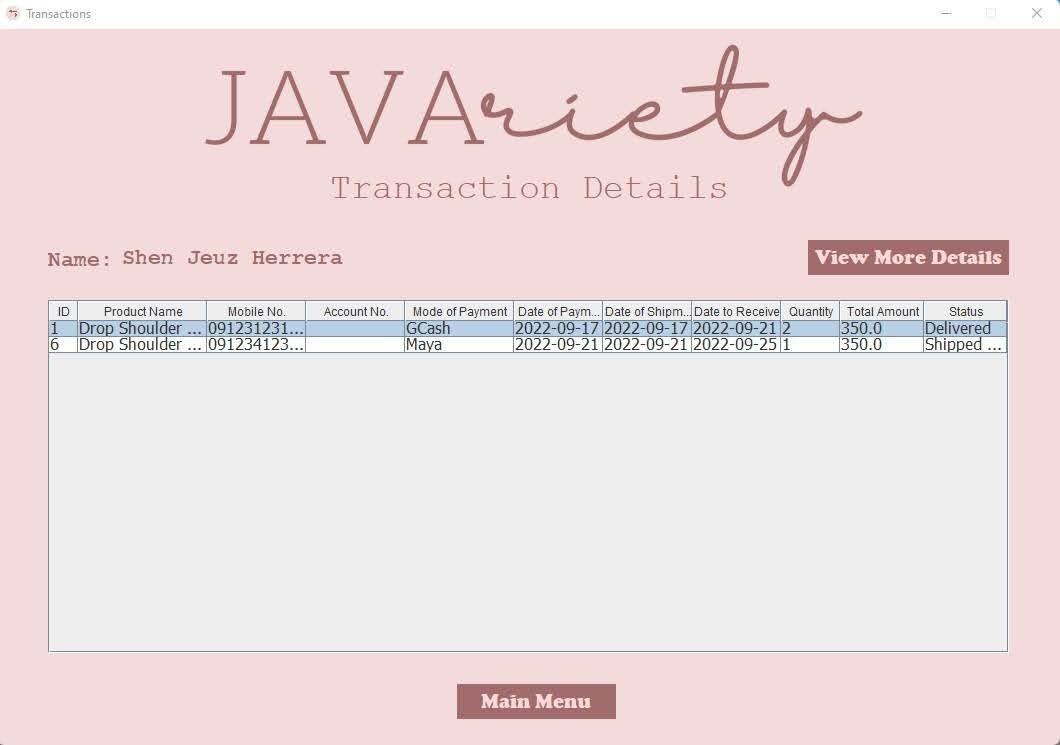 Transactions
JAVAriety
Transaction Details
Name: Shen Jeuz Herrera
View More Details
ID Product Name Mobile No. Account No. Mode of Payment Date of Paym... Date of Shipm... Date to Receive Quantity Total Amount Status
1 Drop Shoulder ... 091231231... GCash 2022-09-17 2022-09-17 2022-09-21 2 350.0 Delivered
6 Drop Shoulder ... 091234123... Maya 2022-09-21 2022-09-21 2022-09-25 1 350.0 Shipped ...
Main Menu